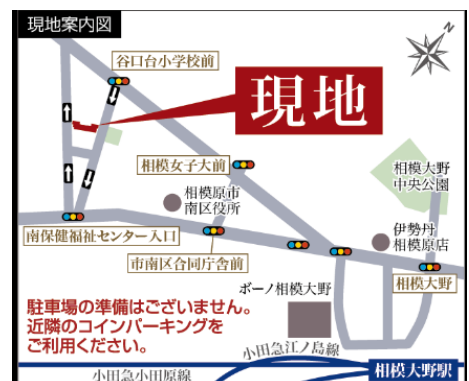 現地案内図
N
谷口台小学校前
現地
相模女子大前
相模大野
中央公園
相模原市
南区役所
南保健福祉センター入口
市南区合同庁舎前
伊勢丹
相模原店
相模大野
ボーノ相模大野
駐車場の準備はございません。
近隣のコインパーキングを
ご利用ください。
小田急江ノ島線
小田急小田原線
相模大野駅